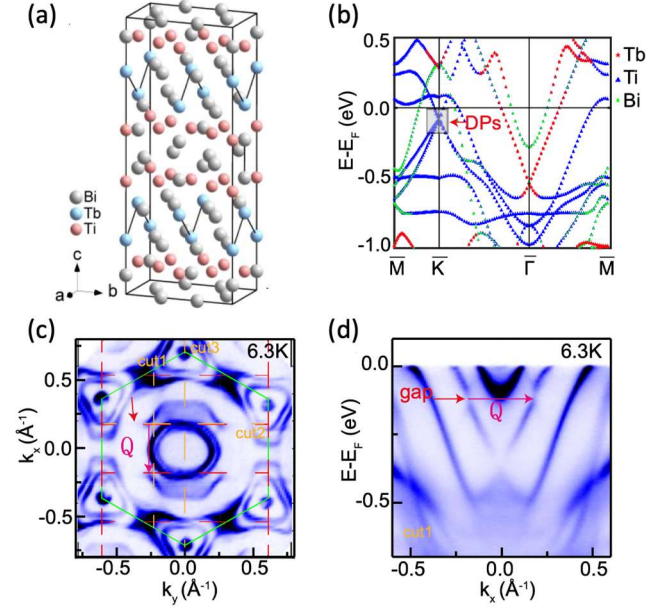 (a)
Bi
Tb
Ti
c
a
b
(b)
0.5
0.0
-0.5
-1.0
E-E_F (eV)
DPs
Tb
Ti
Bi
M̅ K̅ Γ̅ M̅
(c)
6.3K
cut1
cut3
cut2
Q
0.5
0.0
-0.5
k_x (Å⁻¹)
-0.5 0.0 0.5
k_y (Å⁻¹)
(d)
6.3K
0.0
-0.5
E-E_F (eV)
gap
Q
cut1
-0.5 0.0 0.5
k_x (Å⁻¹)